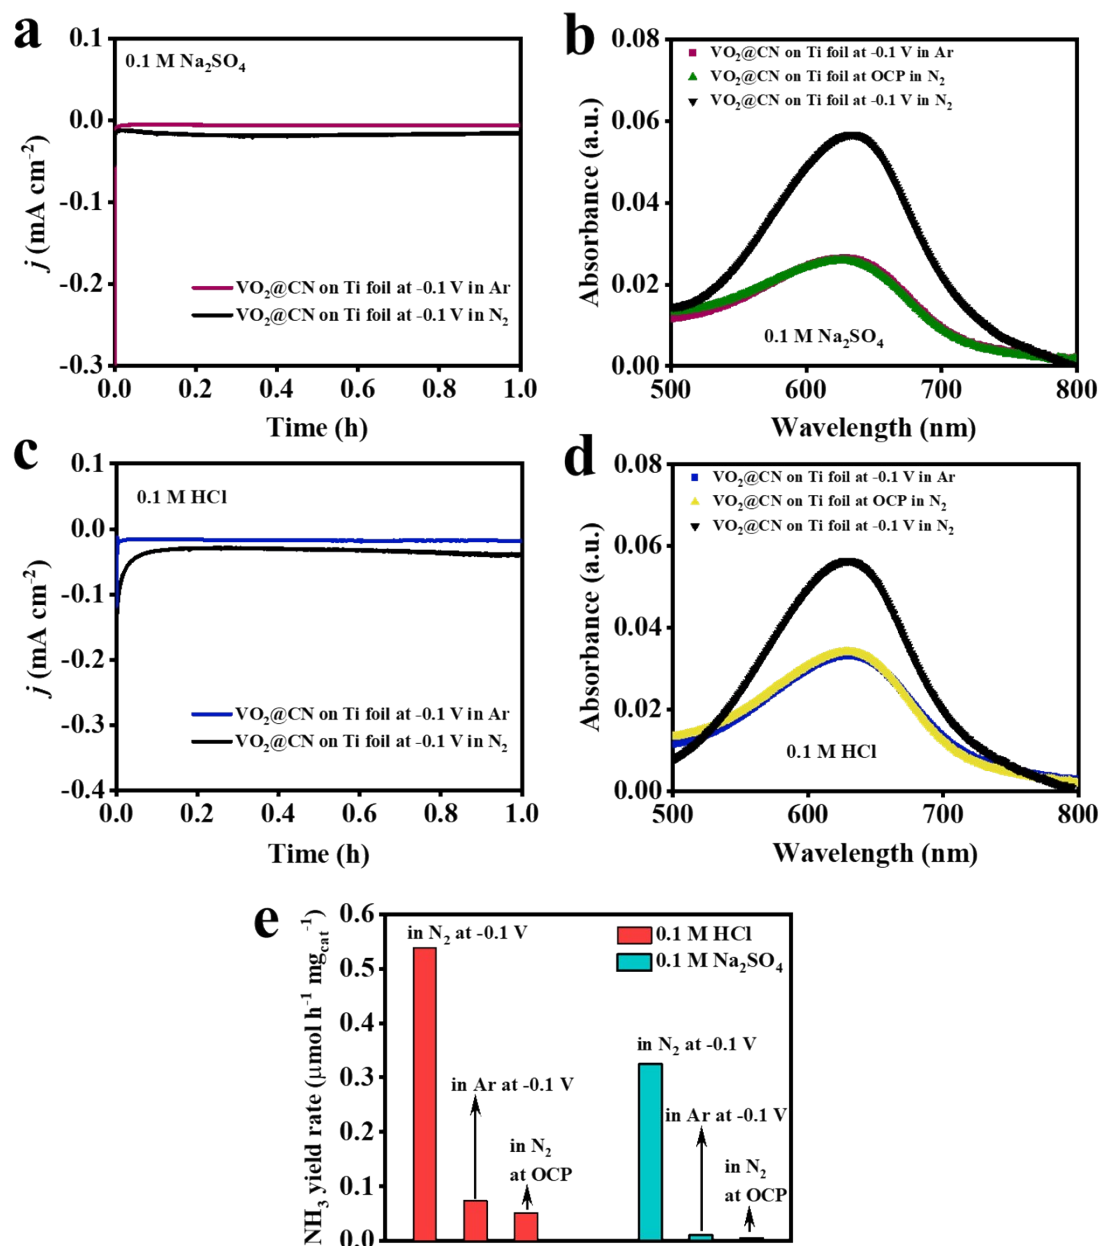 a
0.1
0.0
-0.1
-0.2
-0.3
j (mA cm⁻²)
0.1 M Na₂SO₄
VO₂@CN on Ti foil at -0.1 V in Ar
VO₂@CN on Ti foil at -0.1 V in N₂
0.0 0.2 0.4 0.6 0.8 1.0
Time (h)
b
0.08
0.06
0.04
0.02
0.00
Absorbance (a.u.)
VO₂@CN on Ti foil at -0.1 V in Ar
VO₂@CN on Ti foil at OCP in N₂
VO₂@CN on Ti foil at -0.1 V in N₂
0.1 M Na₂SO₄
500 600 700 800
Wavelength (nm)
c
0.1
0.0
-0.1
-0.2
-0.3
-0.4
j (mA cm⁻²)
0.1 M HCl
VO₂@CN on Ti foil at -0.1 V in Ar
VO₂@CN on Ti foil at -0.1 V in N₂
0.0 0.2 0.4 0.6 0.8 1.0
Time (h)
d
0.08
0.06
0.04
0.02
0.00
Absorbance (a.u.)
VO₂@CN on Ti foil at -0.1 V in Ar
VO₂@CN on Ti foil at OCP in N₂
VO₂@CN on Ti foil at -0.1 V in N₂
0.1 M HCl
500 600 700 800
Wavelength (nm)
e
0.6
0.5
0.4
0.3
0.2
0.1
0.0
NH₃ yield rate (μmol h⁻¹ mg_cat⁻¹)
in N₂ at -0.1 V
in Ar at -0.1 V
in N₂
at OCP
0.1 M HCl
0.1 M Na₂SO₄
in N₂ at -0.1 V
in Ar at -0.1 V
in N₂
at OCP